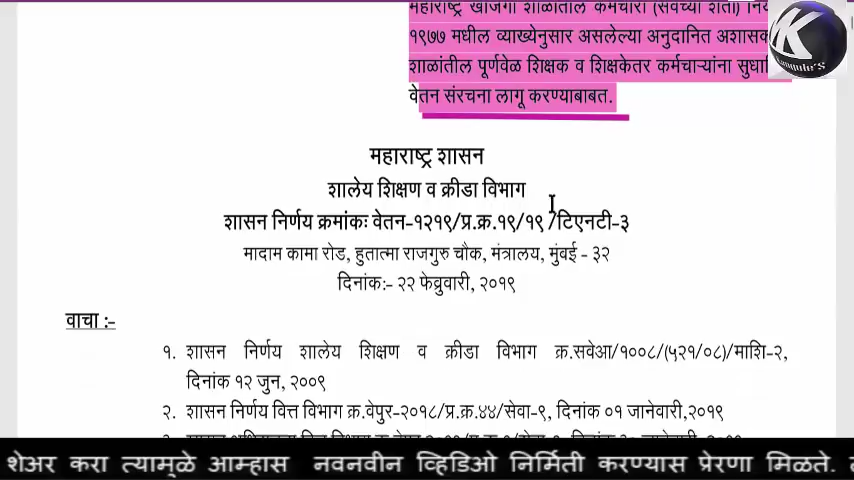 महाराष्ट्र खाजगी शाळांतील कर्मचारी (सेवेच्या शर्ती)
१९७७ मधील व्याख्येनुसार असलेल्या अनुदानित
शाळांतील पूर्णवेळ शिक्षक व शिक्षकेतर कर्मचाऱ्यांना
वेतन संरचना लागू करण्याबाबत.
महाराष्ट्र शासन
शालेय शिक्षण व क्रीडा विभाग
शासन निर्णय क्रमांकः वेतन-१२१९/प्र.क्र.१९/१९ /टिएनटी-३
मादाम कामा रोड, हुतात्मा राजगुरु चौक, मंत्रालय, मुंबई - ३२
दिनांक:- २२ फेब्रुवारी, २०१९
वाचा :-
१. शासन निर्णय शालेय शिक्षण व क्रीडा विभाग क्र.सवेआ/१००८/(५२१/०८)/माशि-२,
दिनांक १२ जुन, २००९
२. शासन निर्णय वित्त विभाग क्र.वेपुर-२०१८/प्र.क्र.४४/सेवा-९, दिनांक ०१ जानेवारी,२०१९
शेअर करा त्यामूळे आम्हास नवनवीन व्हिडिओ निर्मिती करण्यास प्रेरणा मिळते.